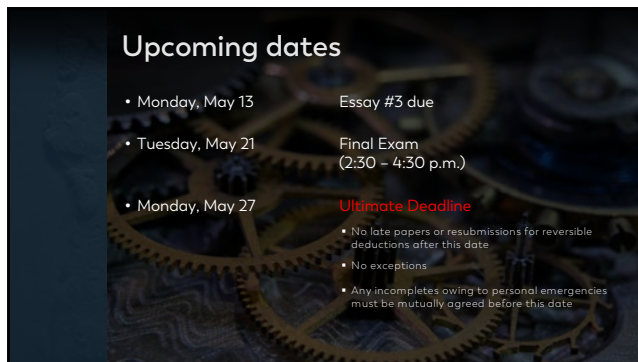 Upcoming dates
• Monday, May 13 Essay #3 due
• Tuesday, May 21 Final Exam
(2:30 – 4:30 p.m.)
• Monday, May 27 Ultimate Deadline
▪ No late papers or resubmissions for reversible
deductions after this date
▪ No exceptions
▪ Any incompletes owing to personal emergencies
must be mutually agreed before this date